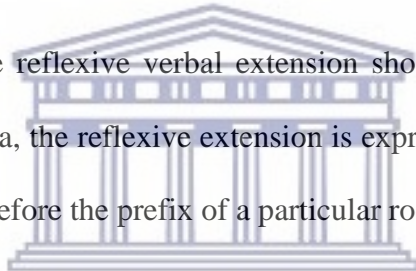 reflexive verbal extension sho
a, the reflexive extension is expr
efore the prefix of a particular ro